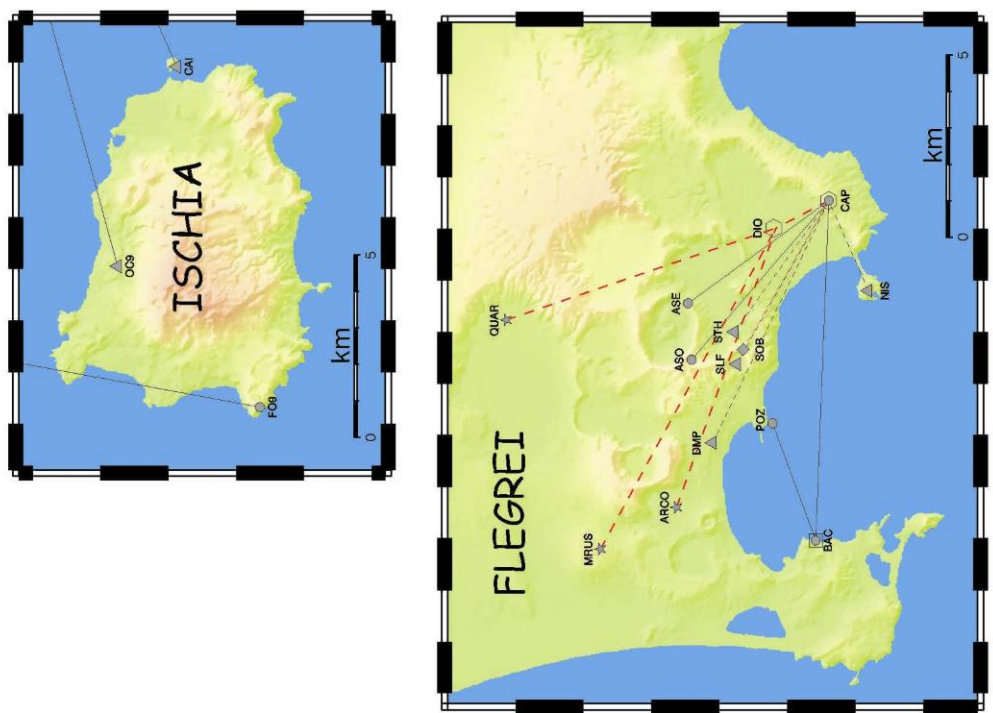 ISCHIA
CAI
OC9
FO9
km
0
5
FLEGREI
QUAR
DIO
CAP
ASE
NIS
STH
ASO
SOB
SLF
POZ
DMP
ARCO
MRUS
BAC
km
0
5